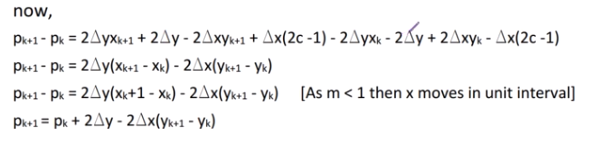 now,
pₖ₊₁ - pₖ = 2△yxₖ₊₁ + 2△y - 2△xyₖ₊₁ + △x(2c -1) - 2△yxₖ - 2△y + 2△xyₖ - △x(2c -1)
pₖ₊₁ - pₖ = 2△y(xₖ₊₁ - xₖ) - 2△x(yₖ₊₁ - yₖ)
pₖ₊₁ - pₖ = 2△y(xₖ+1 - xₖ) - 2△x(yₖ₊₁ - yₖ) [As m < 1 then x moves in unit interval]
pₖ₊₁ = pₖ + 2△y - 2△x(yₖ₊₁ - yₖ)